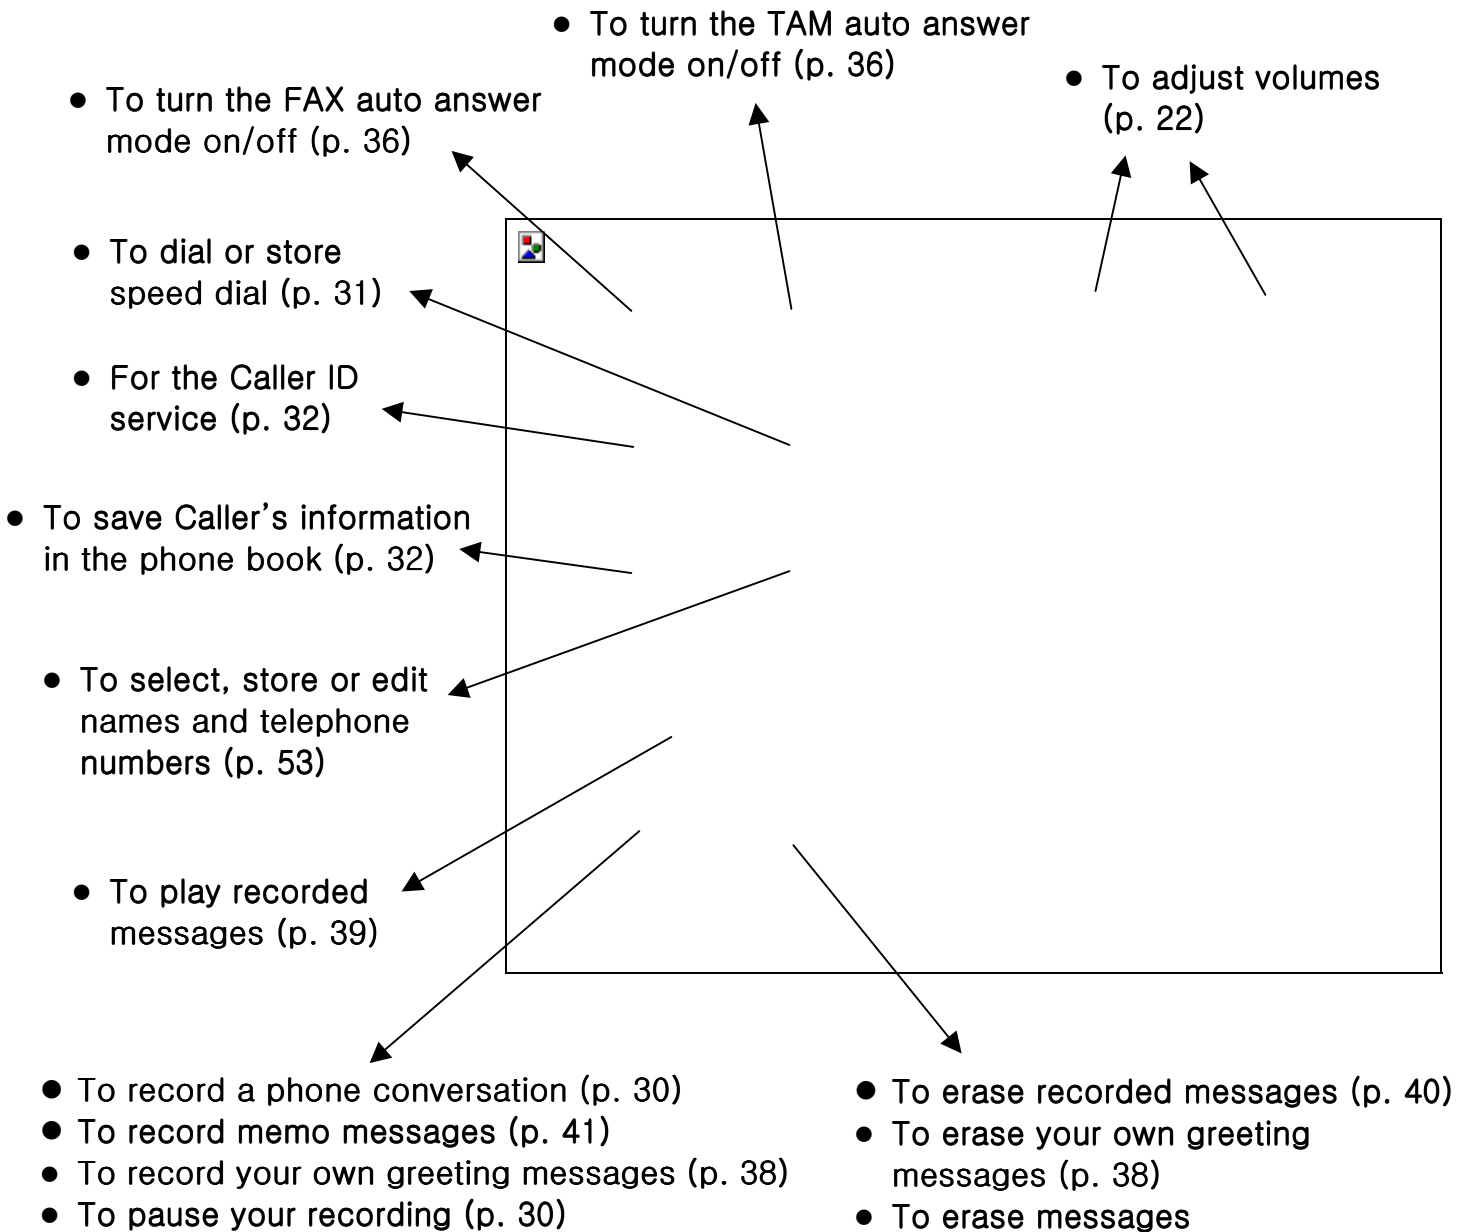 ● To turn the TAM auto answer
mode on/off (p. 36)
● To adjust volumes
(p. 22)
● To turn the FAX auto answer
mode on/off (p. 36)
● To dial or store
speed dial (p. 31)
● For the Caller ID
service (p. 32)
● To save Caller's information
in the phone book (p. 32)
● To select, store or edit
names and telephone
numbers (p. 53)
● To play recorded
messages (p. 39)
● To record a phone conversation (p. 30)
● To record memo messages (p. 41)
● To record your own greeting messages (p. 38)
● To pause your recording (p. 30)
● To erase recorded messages (p. 40)
● To erase your own greeting
messages (p. 38)
● To erase messages